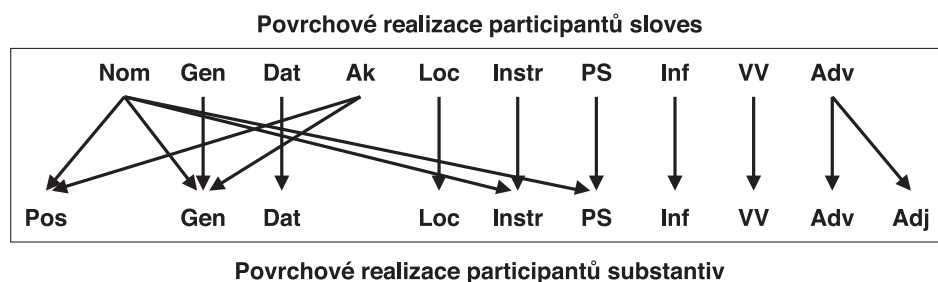 Povrchové realizace participantů sloves
Nom Gen Dat Ak Loc Instr PS Inf VV Adv
Pos Gen Dat Loc Instr PS Inf VV Adv Adj
Povrchové realizace participantů substantiv